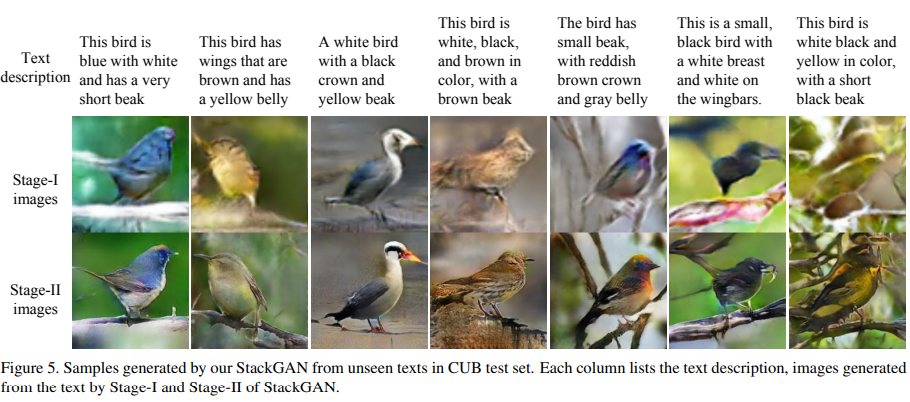 Text
description
This bird is
blue with white
and has a very
short beak
This bird has
wings that are
brown and has
a yellow belly
A white bird
with a black
crown and
yellow beak
This bird is
white, black,
and brown in
color, with a
brown beak
The bird has
small beak,
with reddish
brown crown
and gray belly
This is a small,
black bird with
a white breast
and white on
the wingbars.
This bird is
white black and
yellow in color,
with a short
black beak
Stage-I
images
Stage-II
images
Figure 5. Samples generated by our StackGAN from unseen texts in CUB test set. Each column lists the text description, images generated
from the text by Stage-I and Stage-II of StackGAN.